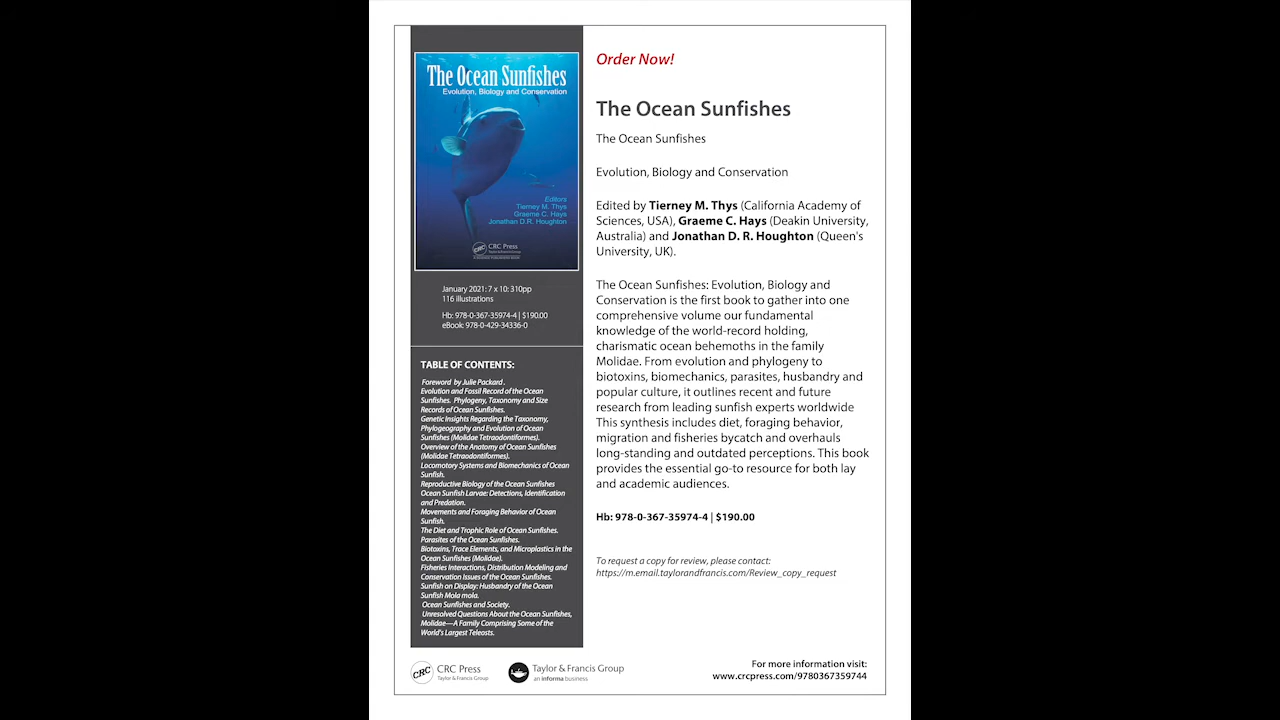 The Ocean Sunfishes
Evolution, Biology and Conservation
Editors
Tierney M. Thys
Graeme C. Hays
Jonathan D.R. Houghton
CRC
CRC Press
Taylor & Francis Group
January 2021: 7 x 10: 310pp
116 illustrations
Hb: 978-0-367-35974-4 | $190.00
eBook: 978-0-429-34336-0
TABLE OF CONTENTS:
Foreword by Julie Packard.
Evolution and Fossil Record of the Ocean
Sunfishes. Phylogeny, Taxonomy and Size
Records of Ocean Sunfishes.
Genetic Insights Regarding the Taxonomy,
Phylogeography and Evolution of Ocean
Sunfishes (Molidae Tetraodontiformes).
Overview of the Anatomy of Ocean Sunfishes
(Molidae Tetraodontiformes).
Locomotory Systems and Biomechanics of Ocean
Sunfish.
Reproductive Biology of the Ocean Sunfishes
Ocean Sunfish Larvae: Detections, Identification
and Predation.
Movements and Foraging Behavior of Ocean
Sunfish.
The Diet and Trophic Role of Ocean Sunfishes.
Parasites of the Ocean Sunfishes.
Biotoxins, Trace Elements, and Microplastics in the
Ocean Sunfishes (Molidae).
Fisheries Interactions, Distribution Modeling and
Conservation Issues of the Ocean Sunfishes.
Sunfish on Display: Husbandry of the Ocean
Sunfish Mola mola.
Ocean Sunfishes and Society.
Unresolved Questions About the Ocean Sunfishes,
Molidae—A Family Comprising Some of the
World's Largest Teleosts.
Order Now!
The Ocean Sunfishes
The Ocean Sunfishes
Evolution, Biology and Conservation
Edited by Tierney M. Thys (California Academy of
Sciences, USA), Graeme C. Hays (Deakin University,
Australia) and Jonathan D. R. Houghton (Queen's
University, UK).
The Ocean Sunfishes: Evolution, Biology and
Conservation is the first book to gather into one
comprehensive volume our fundamental
knowledge of the world-record holding,
charismatic ocean behemoths in the family
Molidae. From evolution and phylogeny to
biotoxins, biomechanics, parasites, husbandry and
popular culture, it outlines recent and future
research from leading sunfish experts worldwide
This synthesis includes diet, foraging behavior,
migration and fisheries bycatch and overhauls
long-standing and outdated perceptions. This book
provides the essential go-to resource for both lay
and academic audiences.
Hb: 978-0-367-35974-4 | $190.00
To request a copy for review, please contact:
https://m.email.taylorandfrancis.com/Review_copy_request
CRC
CRC Press
Taylor & Francis Group
Taylor & Francis Group
an informa business
For more information visit:
www.crcpress.com/9780367359744